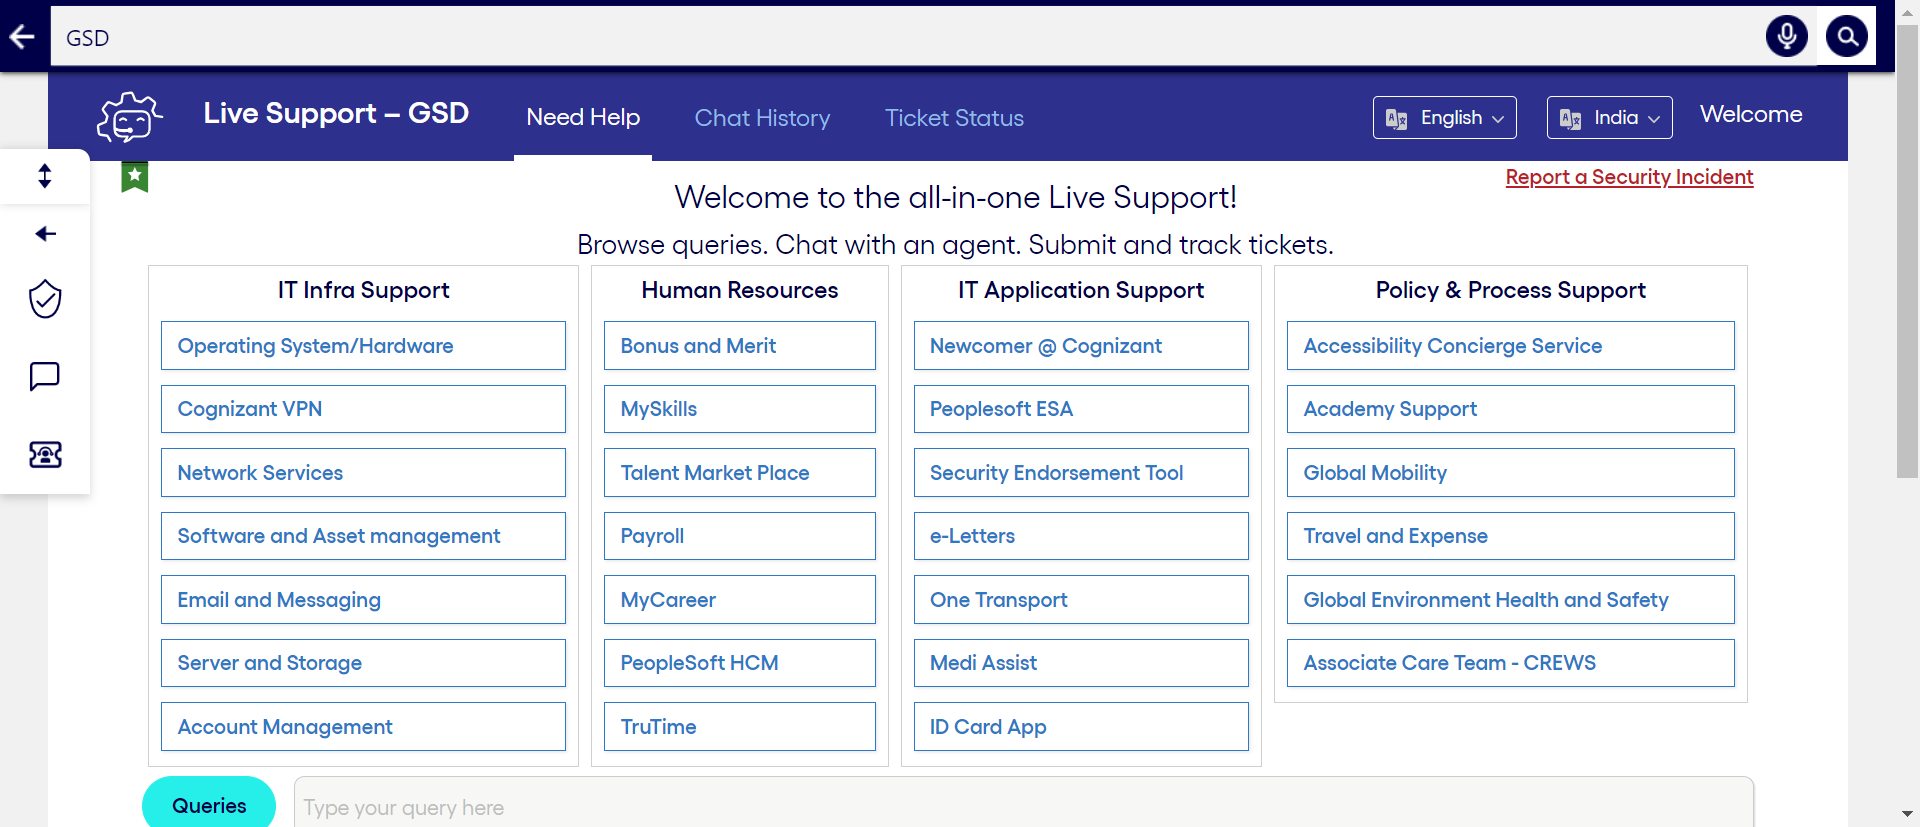 GSD
Live Support – GSD
Need Help
Chat History
Ticket Status
English
India
Welcome
Report a Security Incident
Welcome to the all-in-one Live Support!
Browse queries. Chat with an agent. Submit and track tickets.
IT Infra Support
Operating System/Hardware
Cognizant VPN
Network Services
Software and Asset management
Email and Messaging
Server and Storage
Account Management
Human Resources
Bonus and Merit
MySkills
Talent Market Place
Payroll
MyCareer
PeopleSoft HCM
TruTime
IT Application Support
Newcomer @ Cognizant
Peoplesoft ESA
Security Endorsement Tool
e-Letters
One Transport
Medi Assist
ID Card App
Policy & Process Support
Accessibility Concierge Service
Academy Support
Global Mobility
Travel and Expense
Global Environment Health and Safety
Associate Care Team - CREWS
Queries
Type your query here